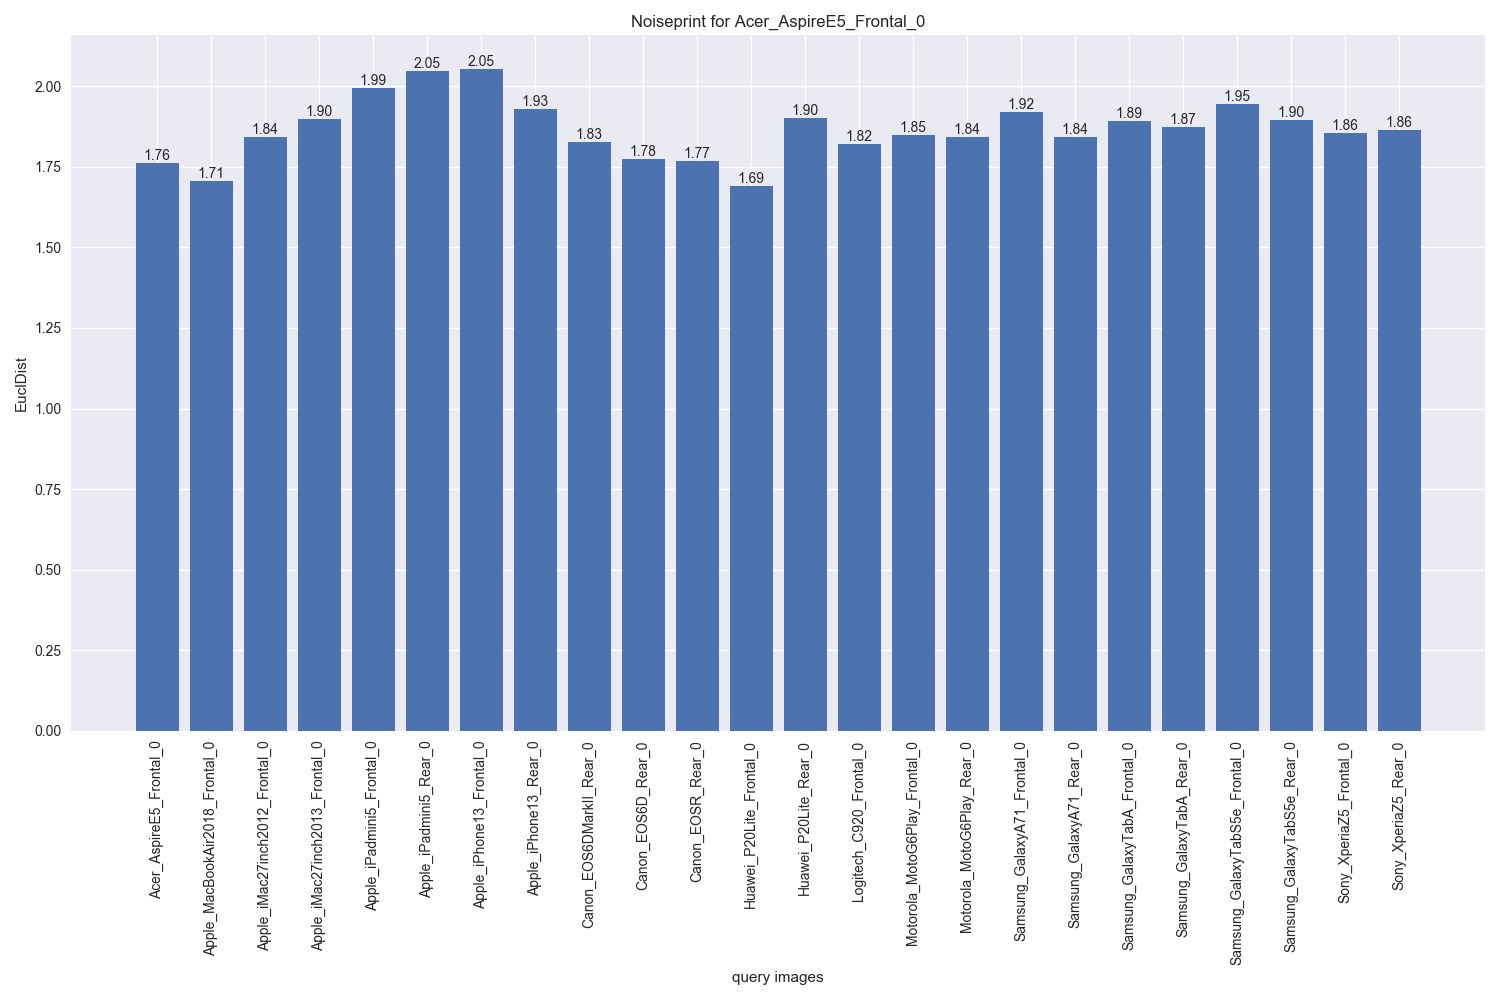 Noiseprint for Acer_AspireE5_Frontal_0
EuclDist
2.00
1.75
1.50
1.25
1.00
0.75
0.50
0.25
0.00
1.76
1.71
1.84
1.90
1.99
2.05
2.05
1.93
1.83
1.78
1.77
1.69
1.90
1.82
1.85
1.84
1.92
1.84
1.89
1.87
1.95
1.90
1.86
1.86
Acer_AspireE5_Frontal_0
Apple_MacBookAir2018_Frontal_0
Apple_iMac27inch2012_Frontal_0
Apple_iMac27inch2013_Frontal_0
Apple_iPadmini5_Frontal_0
Apple_iPadmini5_Rear_0
Apple_iPhone13_Frontal_0
Apple_iPhone13_Rear_0
Canon_EOS6DMarkII_Rear_0
Canon_EOS6D_Rear_0
Canon_EOSR_Rear_0
Huawei_P20Lite_Frontal_0
Huawei_P20Lite_Rear_0
Logitech_C920_Frontal_0
Motorola_MotoG6Play_Frontal_0
Motorola_MotoG6Play_Rear_0
Samsung_GalaxyA71_Frontal_0
Samsung_GalaxyA71_Rear_0
Samsung_GalaxyTabA_Frontal_0
Samsung_GalaxyTabA_Rear_0
Samsung_GalaxyTabS5e_Frontal_0
Samsung_GalaxyTabS5e_Rear_0
Sony_XperiaZ5_Frontal_0
Sony_XperiaZ5_Rear_0
query images